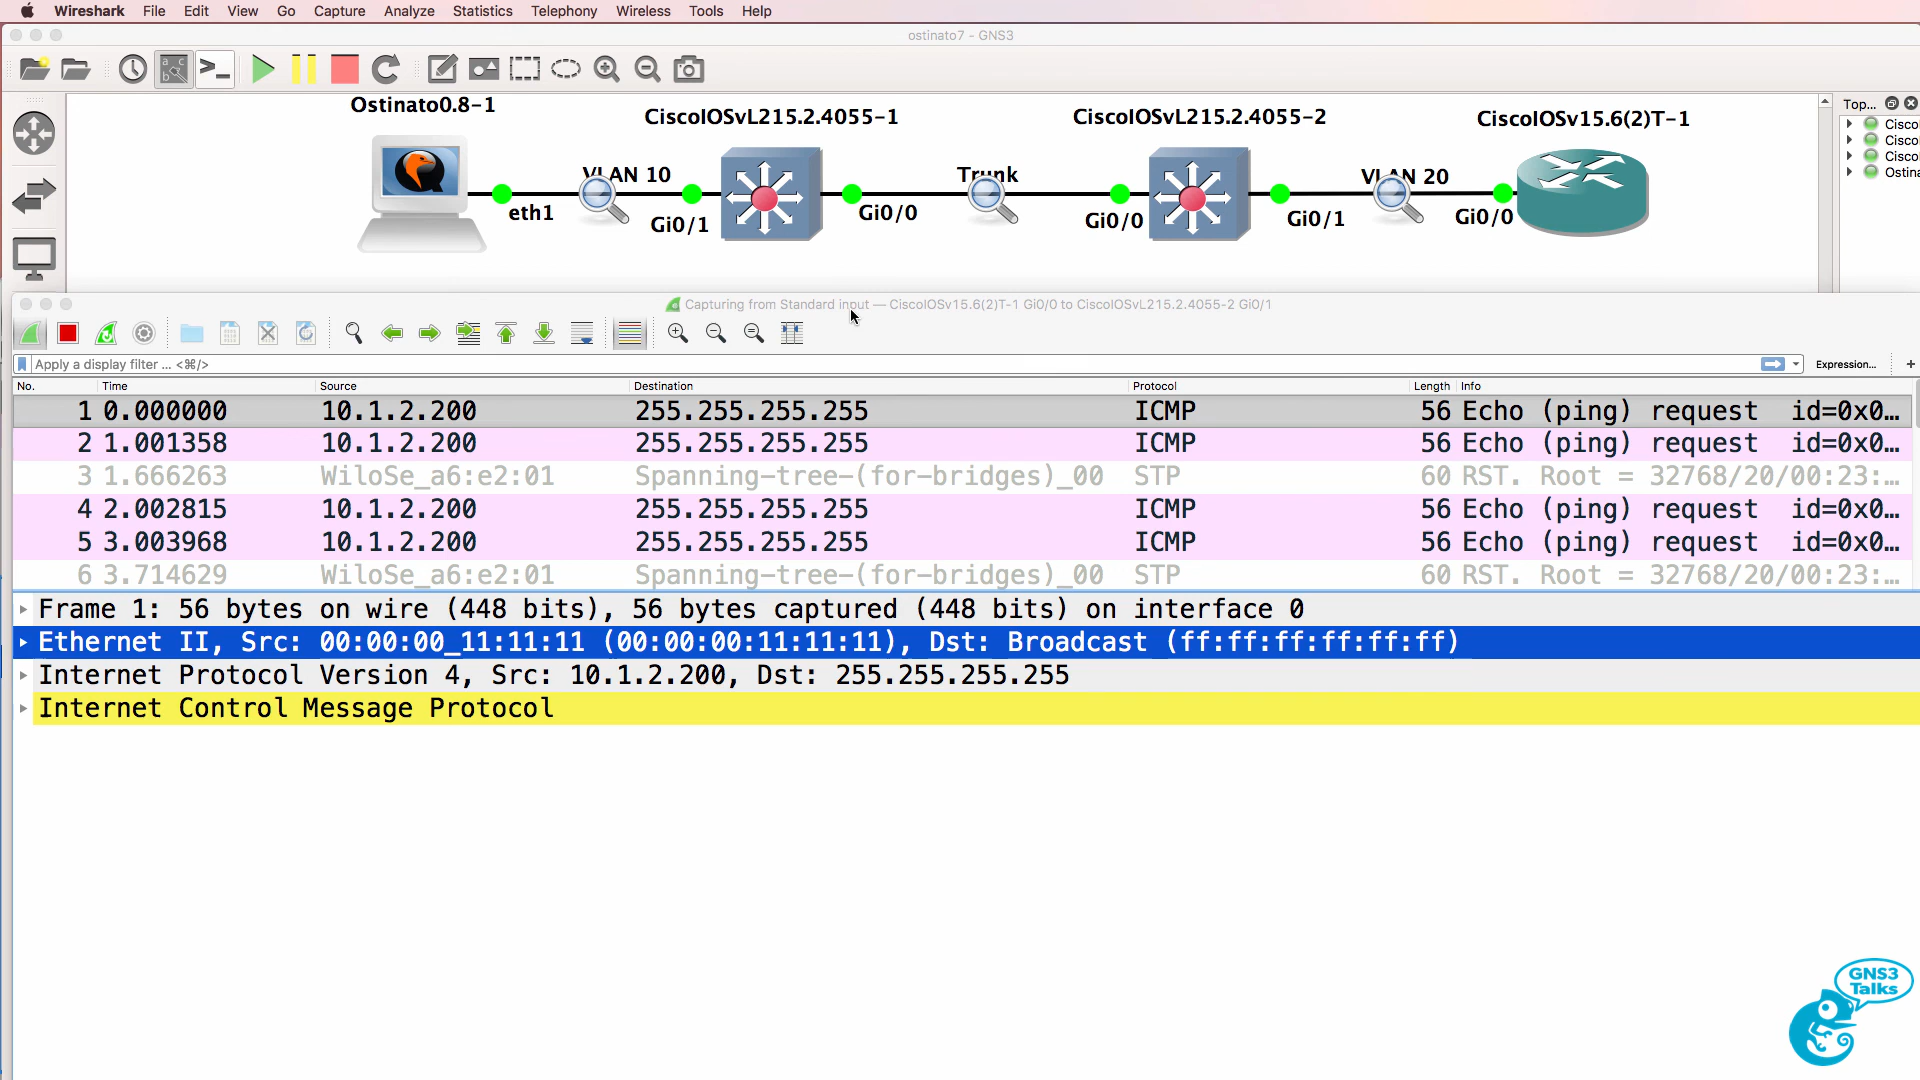 Wireshark File Edit View Go Capture Analyze Statistics Telephony Wireless Tools Help
ostinato7 - GNS3
Top...
Cisco
Cisco
Cisco
Ostina
Ostinato0.8-1
CiscoIOSvL215.2.4055-1
CiscoIOSvL215.2.4055-2
CiscoIOSv15.6(2)T-1
VLAN 10
Trunk
VLAN 20
eth1
Gi0/1
Gi0/0
Gi0/0
Gi0/1
Gi0/0
Capturing from Standard input — CiscoIOSv15.6(2)T-1 Gi0/0 to CiscoIOSvL215.2.4055-2 Gi0/1
Apply a display filter ... <⌘/>
Expression... +
No. Time Source Destination Protocol Length Info
1 0.000000 10.1.2.200 255.255.255.255 ICMP 56 Echo (ping) request id=0x0...
2 1.001358 10.1.2.200 255.255.255.255 ICMP 56 Echo (ping) request id=0x0...
3 1.666263 WiloSe_a6:e2:01 Spanning-tree-(for-bridges)_00 STP 60 RST. Root = 32768/20/00:23:...
4 2.002815 10.1.2.200 255.255.255.255 ICMP 56 Echo (ping) request id=0x0...
5 3.003968 10.1.2.200 255.255.255.255 ICMP 56 Echo (ping) request id=0x0...
6 3.714629 WiloSe_a6:e2:01 Spanning-tree-(for-bridges)_00 STP 60 RST. Root = 32768/20/00:23:...
Frame 1: 56 bytes on wire (448 bits), 56 bytes captured (448 bits) on interface 0
Ethernet II, Src: 00:00:00_11:11:11 (00:00:00:11:11:11), Dst: Broadcast (ff:ff:ff:ff:ff:ff)
Internet Protocol Version 4, Src: 10.1.2.200, Dst: 255.255.255.255
Internet Control Message Protocol
GNS3
Talks